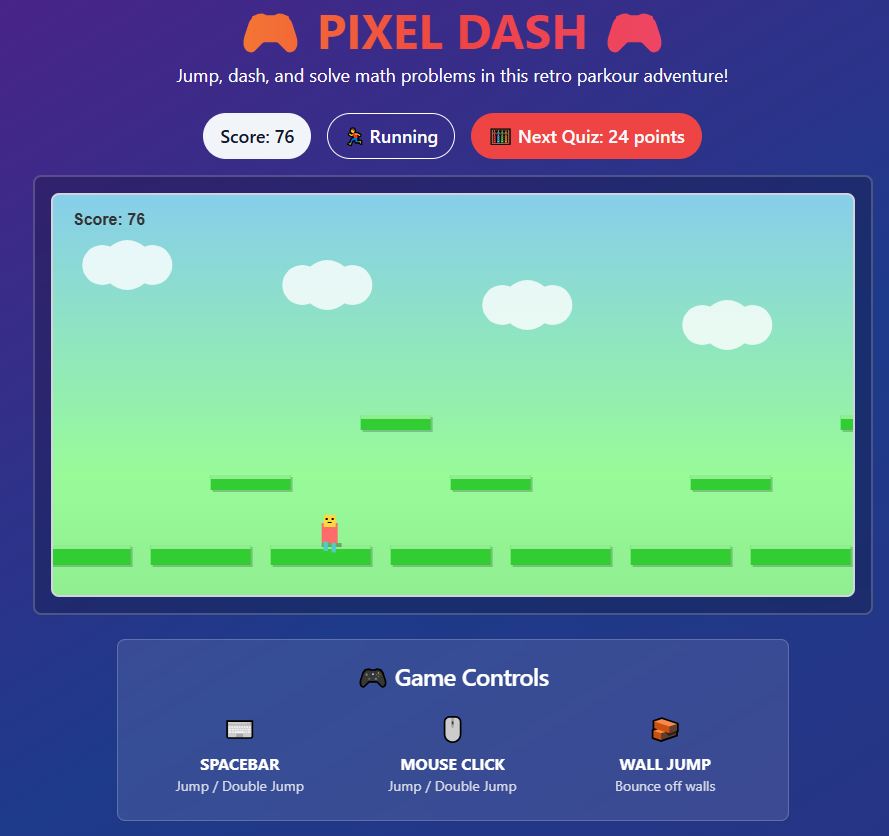 PIXEL DASH
Jump, dash, and solve math problems in this retro parkour adventure!
Score: 76
Running
Next Quiz: 24 points
Score: 76
Game Controls
SPACEBAR
Jump / Double Jump
MOUSE CLICK
Jump / Double Jump
WALL JUMP
Bounce off walls